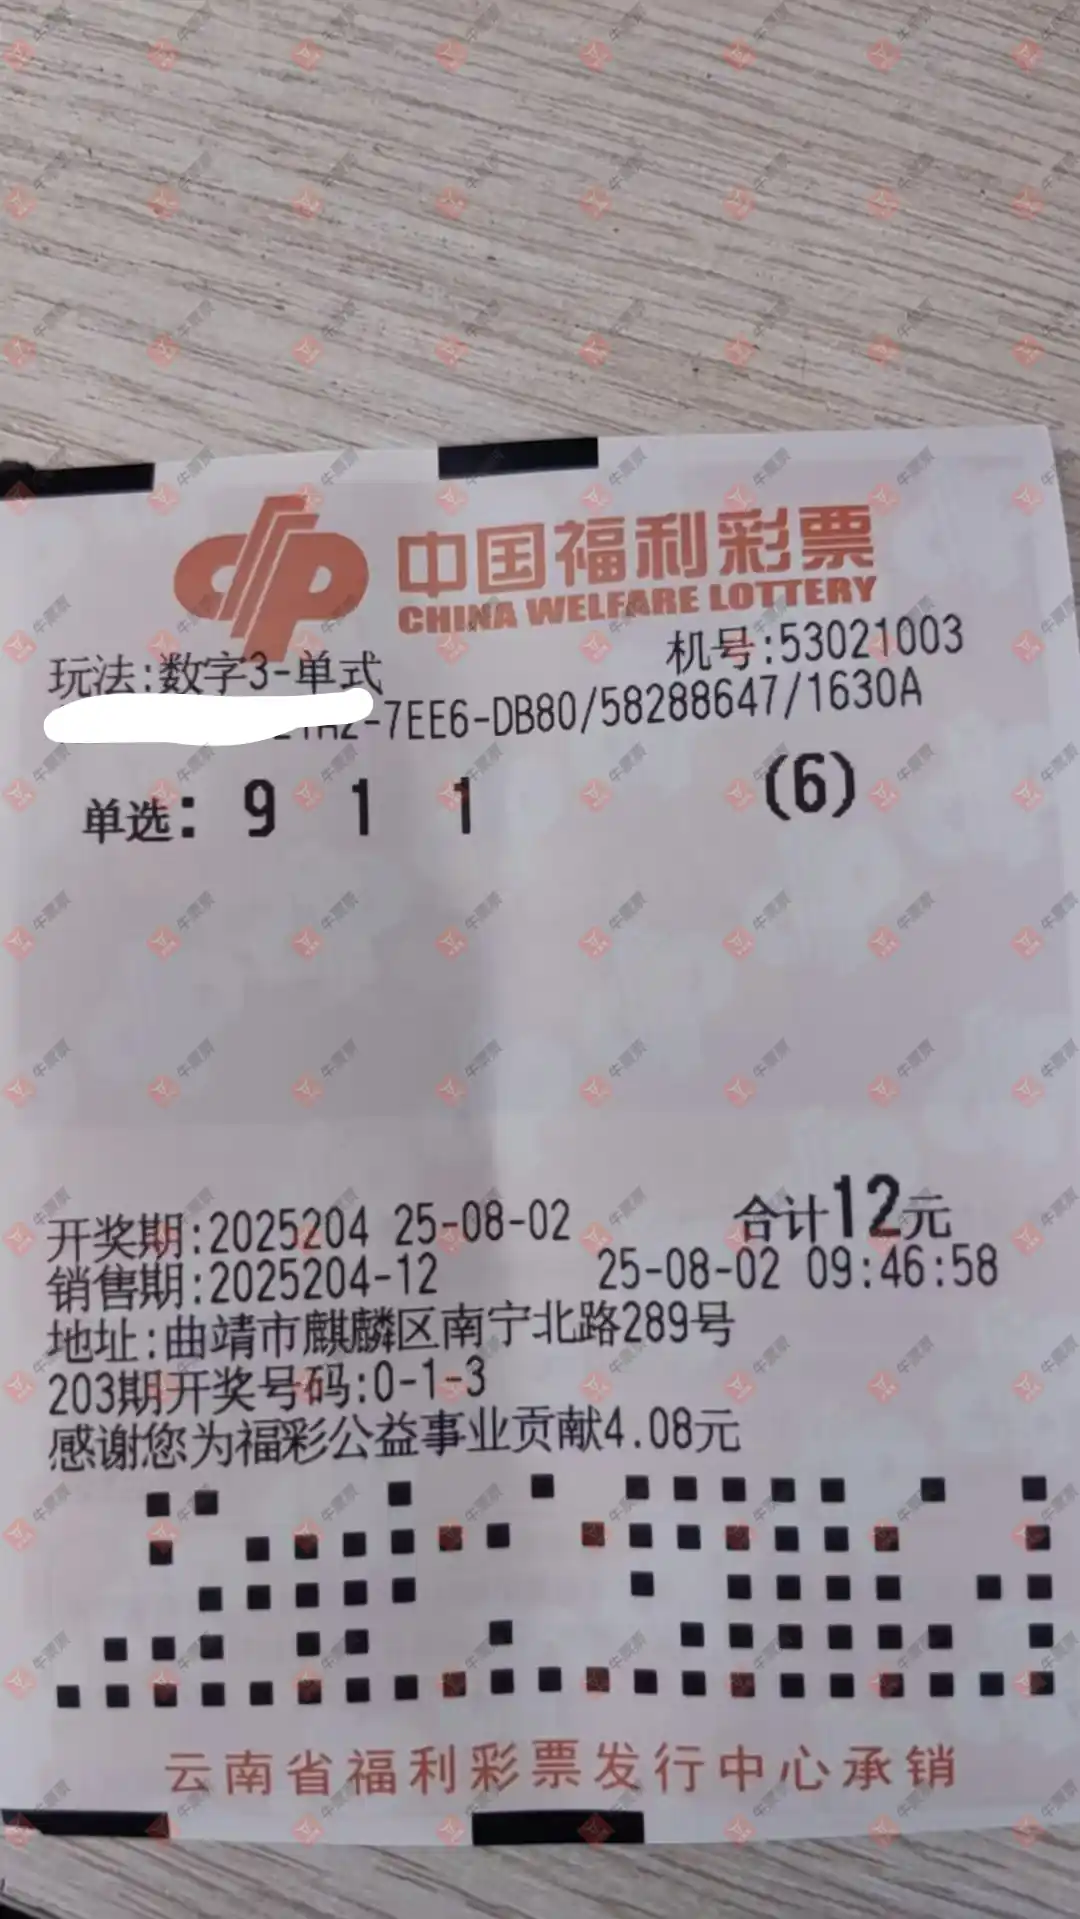 中国福利彩票
CHINA WELFARE LOTTERY
机号:53021003
玩法:数字3-单式
-7EE6-DB80/58288647/1630A
单选: 9 1 1 (6)
开奖期:2025204 25-08-02 合计12元
销售期:2025204-12 25-08-02 09:46:58
地址:曲靖市麒麟区南宁北路289号
203期开奖号码:0-1-3
感谢您为福彩公益事业贡献4.08元
云南省福利彩票发行中心承销